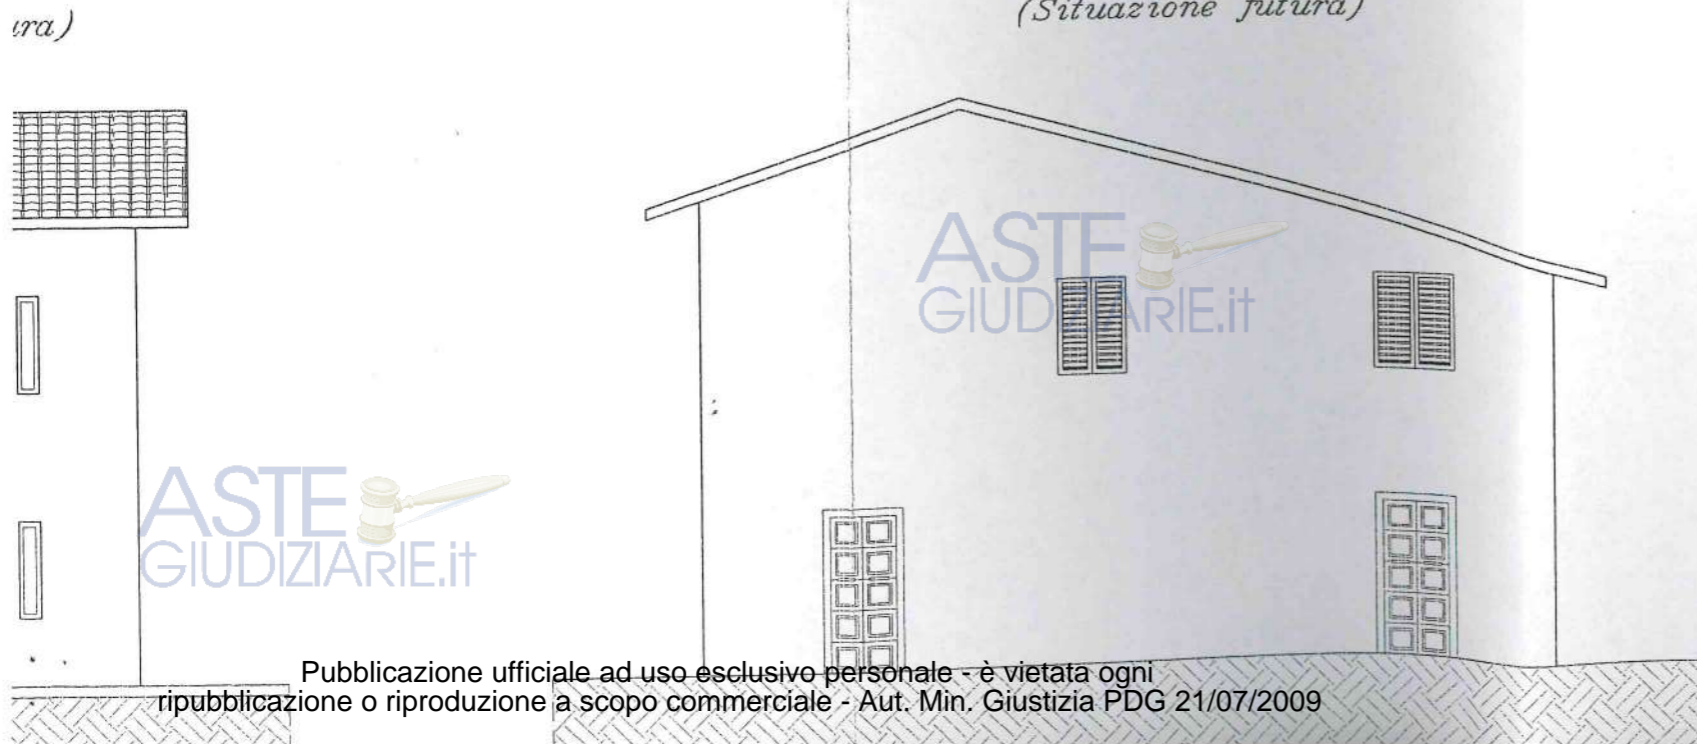 ura)
(Situazione futura)
ASTE
GIUDIZIARIE.it
ASTE
GIUDIZIARIE.it
Pubblicazione ufficiale ad uso esclusivo personale - è vietata ogni
ripubblicazione o riproduzione a scopo commerciale - Aut. Min. Giustizia PDG 21/07/2009